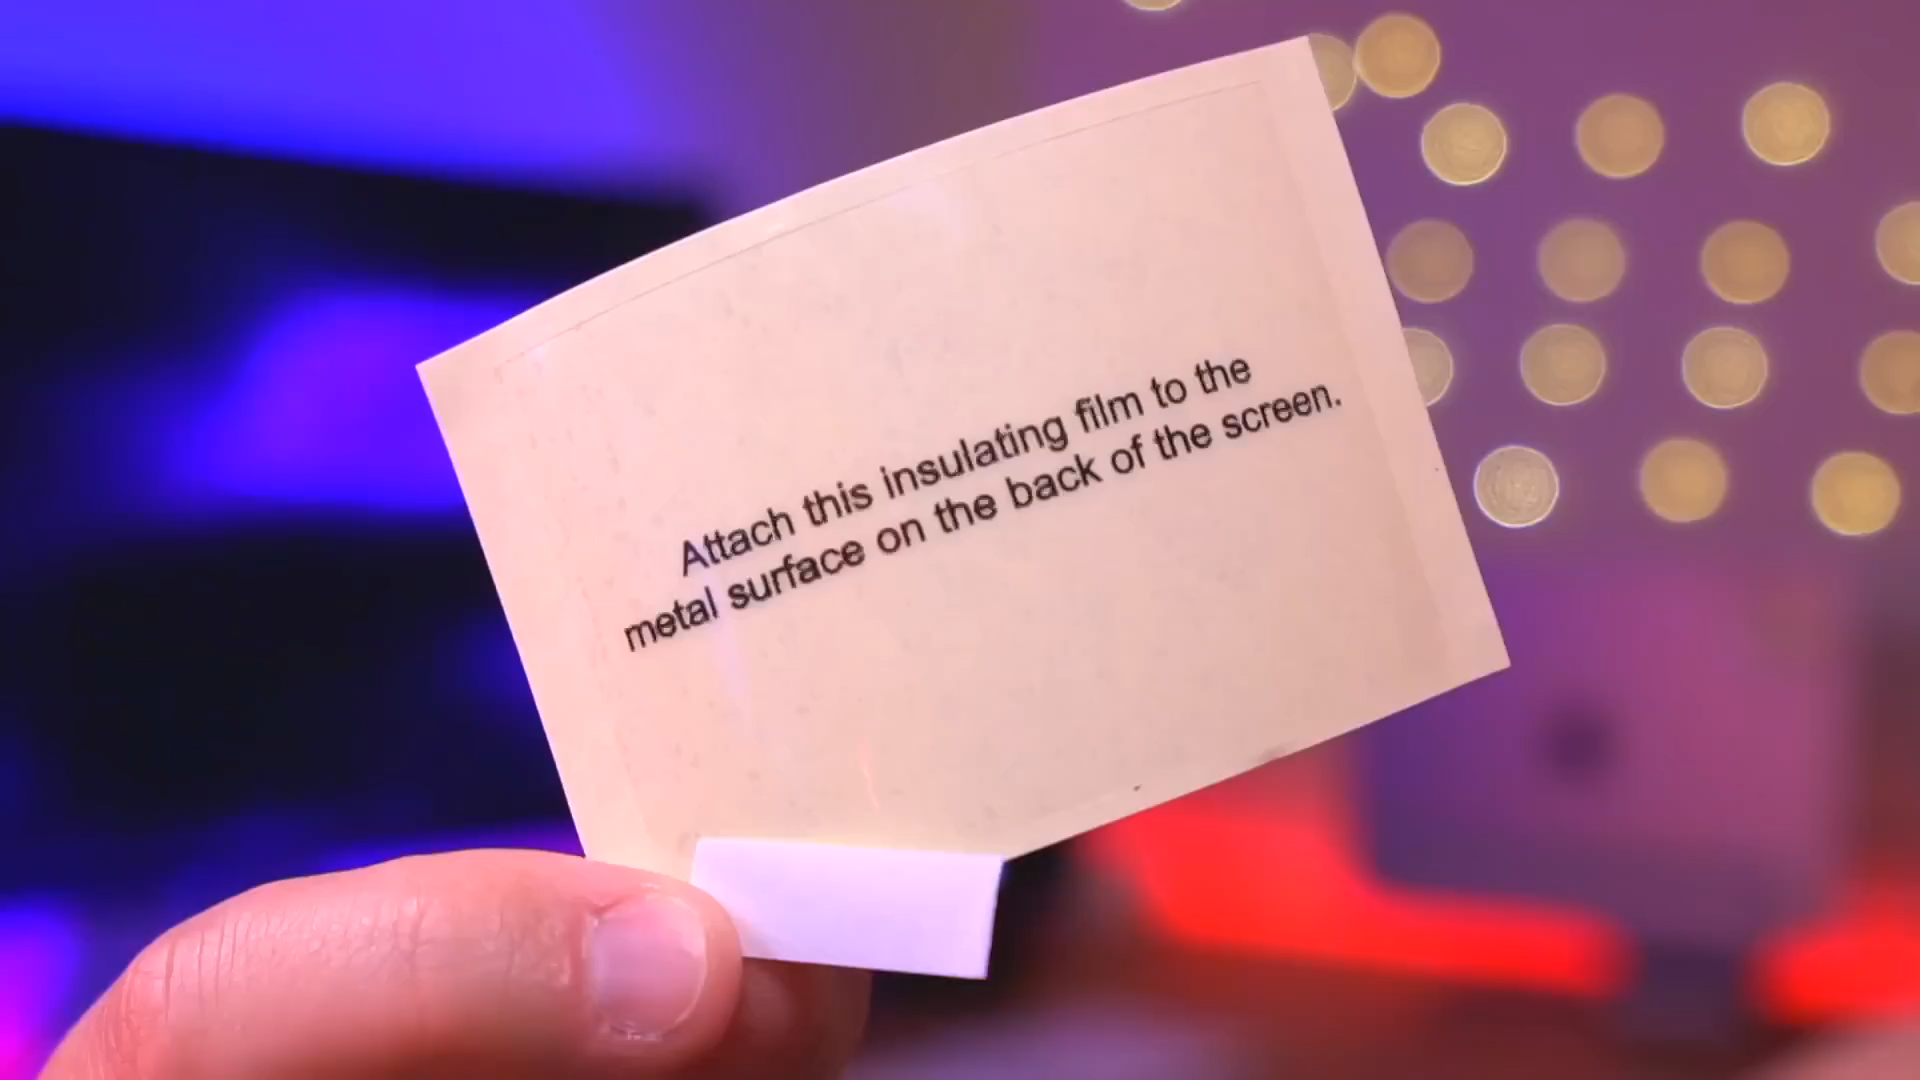 Attach this insulating film to the
metal surface on the back of the screen.